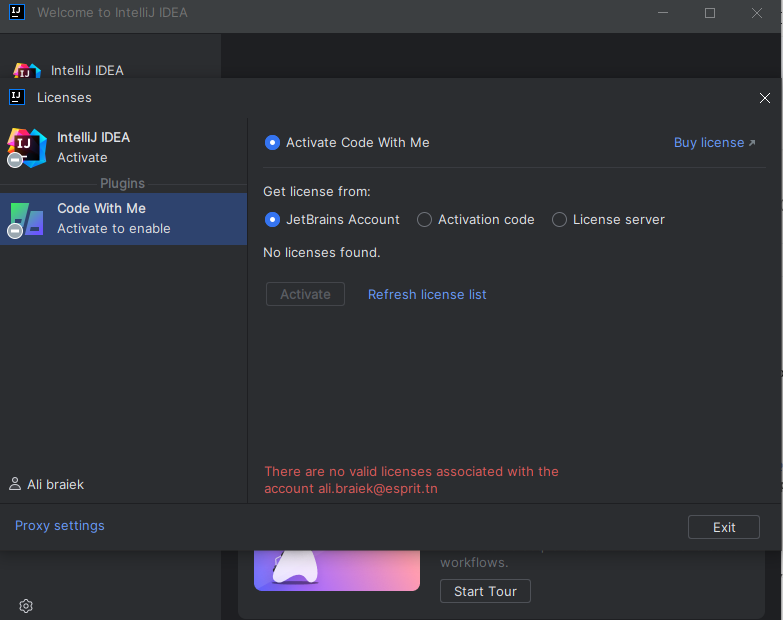 Welcome to IntelliJ IDEA
IntelliJ IDEA
Licenses
IntelliJ IDEA
Activate
Plugins
Code With Me
Activate to enable
Activate Code With Me
Buy license
Get license from:
JetBrains Account
Activation code
License server
No licenses found.
Activate
Refresh license list
There are no valid licenses associated with the
account ali.braiek@esprit.tn
Ali braiek
Proxy settings
Exit
workflows.
Start Tour